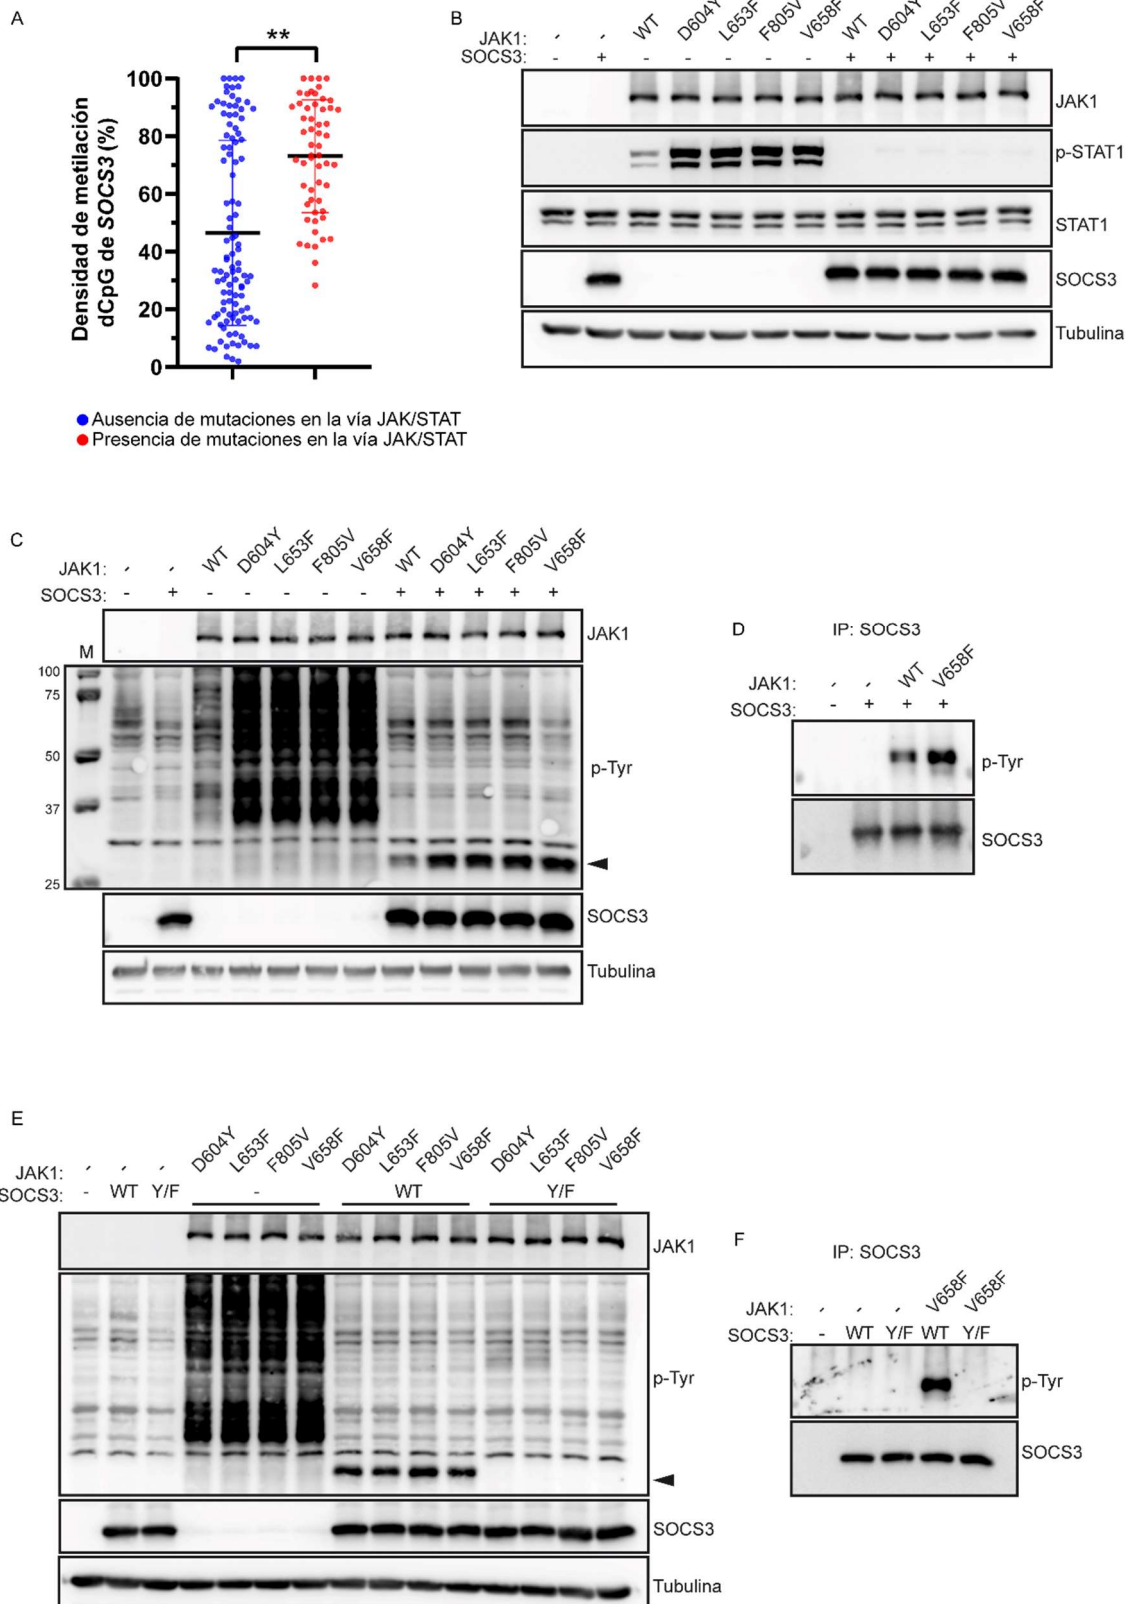 A
**
Densidad de metilación
dCpG de SOCS3 (%)
100
80
60
40
20
0
Ausencia de mutaciones en la vía JAK/STAT
Presencia de mutaciones en la vía JAK/STAT
B
JAK1: - - WT D604Y L653F F805V V658F WT D604Y L653F F805V V658F
SOCS3: - + - - - - - + + + + +
JAK1
p-STAT1
STAT1
SOCS3
Tubulina
C
JAK1: - - WT D604Y L653F F805V V658F WT D604Y L653F F805V V658F
SOCS3: - + - - - - - + + + + +
JAK1
M
100
75
50
37
25
p-Tyr
SOCS3
Tubulina
D
IP: SOCS3
JAK1: - - WT V658F
SOCS3: - + + +
p-Tyr
SOCS3
E
JAK1: - - - D604Y L653F F805V V658F D604Y L653F F805V V658F D604Y L653F F805V V658F
SOCS3: - WT Y/F - WT Y/F
JAK1
p-Tyr
SOCS3
Tubulina
F
IP: SOCS3
JAK1: - - - V658F V658F
SOCS3: - WT Y/F WT Y/F
p-Tyr
SOCS3